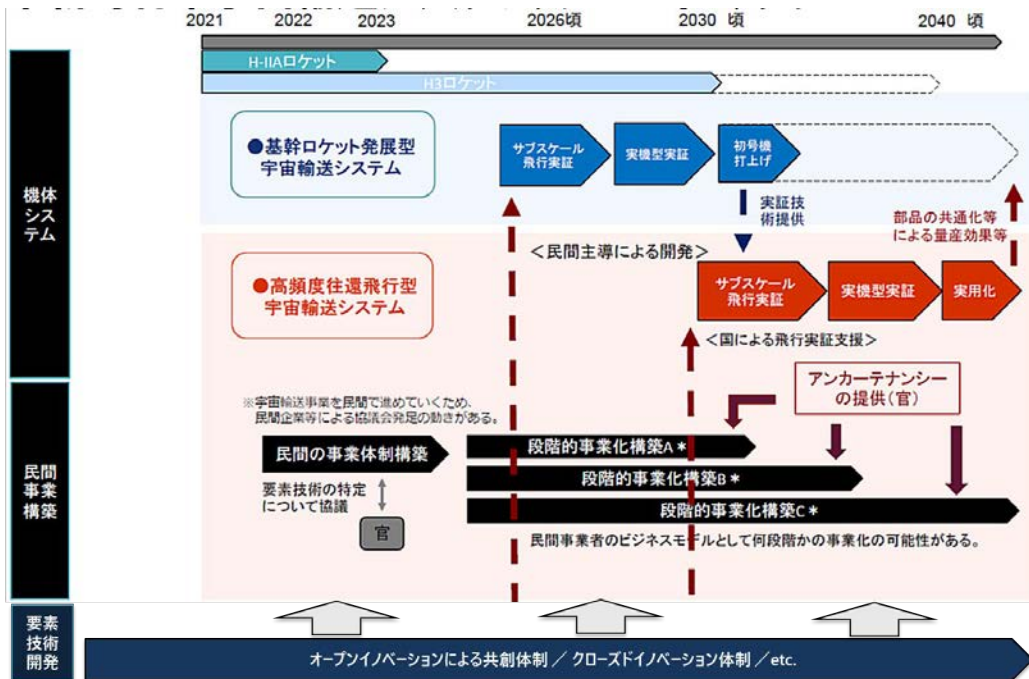 2021 2022 2023 2026頃 2030 頃 2040 頃
H-IIAロケット
H3ロケット
機体
シス
テム
●基幹ロケット発展型
宇宙輸送システム
サブスケール
飛行実証
実機型実証
初号機
打上げ
実証技
術提供
部品の共通化等
による量産効果等
<民間主導による開発>
●高頻度往還飛行型
宇宙輸送システム
サブスケール
飛行実証
実機型実証
実用化
<国による飛行実証支援>
アンカーテナンシー
の提供(官)
民間
事業
構築
※宇宙輸送事業を民間で進めていくため、
民間企業等による協議会発足の動きがある。
民間の事業体制構築
段階的事業化構築A*
段階的事業化構築B*
段階的事業化構築C*
要素技術の特定
について協議
官
民間事業者のビジネスモデルとして何段階かの事業化の可能性がある。
要素
技術
開発
オープンイノベーションによる共創体制 / クローズドイノベーション体制 /etc.